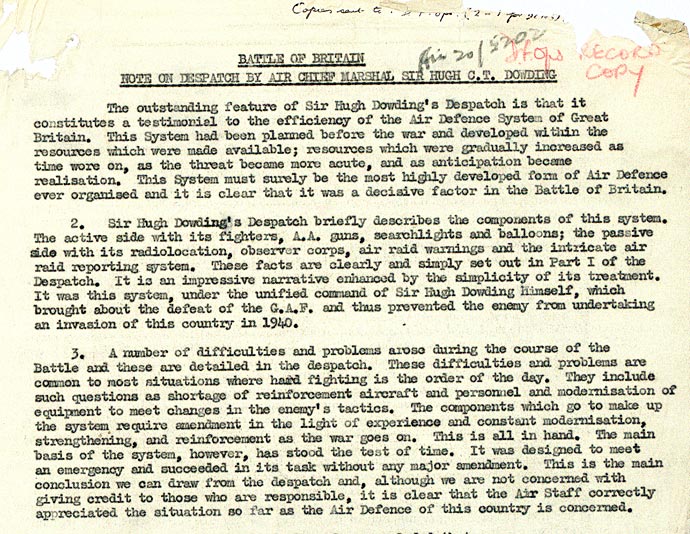 Copies sent to
Air 20/5202
Stops RECORD
COPY
BATTLE OF BRITAIN
NOTE ON DESPATCH BY AIR CHIEF MARSHAL SIR HUGH C.T. DOWDING
The outstanding feature of Sir Hugh Dowding's Despatch is that it
constitutes a testimonial to the efficiency of the Air Defence System of Great
Britain. This System had been planned before the war and developed within the
resources which were made available; resources which were gradually increased as
time wore on, as the threat became more acute, and as anticipation became
realisation. This System must surely be the most highly developed form of Air Defence
ever organised and it is clear that it was a decisive factor in the Battle of Britain.
2. Sir Hugh Dowding's Despatch briefly describes the components of this system.
The active side with its fighters, A.A. guns, searchlights and balloons; the passive
side with its radiolocation, observer corps, air raid warnings and the intricate air
raid reporting system. These facts are clearly and simply set out in Part I of the
Despatch. It is an impressive narrative enhanced by the simplicity of its treatment.
It was this system, under the unified command of Sir Hugh Dowding Himself, which
brought about the defeat of the G.A.F. and thus prevented the enemy from undertaking
an invasion of this country in 1940.
3. A number of difficulties and problems arose during the course of the
Battle and these are detailed in the despatch. These difficulties and problems are
common to most situations where hard fighting is the order of the day. They include
such questions as shortage of reinforcement aircraft and personnel and modernisation of
equipment to meet changes in the enemy's tactics. The components which go to make up
the system require amendment in the light of experience and constant modernisation,
strengthening, and reinforcement as the war goes on. This is all in hand. The main
basis of the system, however, has stood the test of time. It was designed to meet
an emergency and succeeded in its task without any major amendment. This is the main
conclusion we can draw from the despatch and, although we are not concerned with
giving credit to those who are responsible, it is clear that the Air Staff correctly
appreciated the situation so far as the Air Defence of this country is concerned.